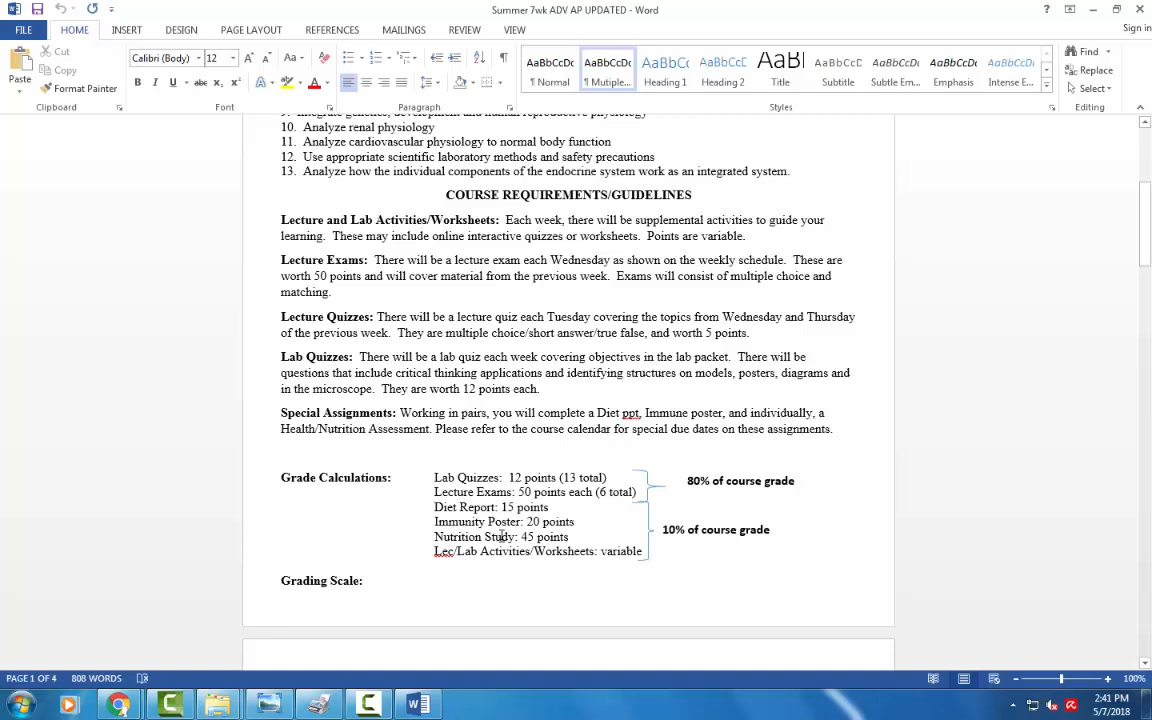 Summer 7wk ADV AP UPDATED - Word
Sign in
FILE HOME INSERT DESIGN PAGE LAYOUT REFERENCES MAILINGS REVIEW VIEW
Paste
Cut
Copy
Format Painter
Calibri (Body) 12
Clipboard
Font
Paragraph
AaBbCcDc AaBbCcDc AaBbCc AaBbCcD AaBl AaBbCcD AaBbCcDc AaBbCcDc AaBbCcDc
¶ Normal ¶ Mutiple... Heading 1 Heading 2 Title Subtitle Subtle Em... Emphasis Intense E...
Styles
Find
Replace
Select
Editing
9. Integrate genetics, development and human reproductive physiology
10. Analyze renal physiology
11. Analyze cardiovascular physiology to normal body function
12. Use appropriate scientific laboratory methods and safety precautions
13. Analyze how the individual components of the endocrine system work as an integrated system.
COURSE REQUIREMENTS/GUIDELINES
Lecture and Lab Activities/Worksheets: Each week, there will be supplemental activities to guide your
learning. These may include online interactive quizzes or worksheets. Points are variable.
Lecture Exams: There will be a lecture exam each Wednesday as shown on the weekly schedule. These are
worth 50 points and will cover material from the previous week. Exams will consist of multiple choice and
matching.
Lecture Quizzes: There will be a lecture quiz each Tuesday covering the topics from Wednesday and Thursday
of the previous week. They are multiple choice/short answer/true false, and worth 5 points.
Lab Quizzes: There will be a lab quiz each week covering objectives in the lab packet. There will be
questions that include critical thinking applications and identifying structures on models, posters, diagrams and
in the microscope. They are worth 12 points each.
Special Assignments: Working in pairs, you will complete a Diet ppt, Immune poster, and individually, a
Health/Nutrition Assessment. Please refer to the course calendar for special due dates on these assignments.
Grade Calculations: Lab Quizzes: 12 points (13 total)
80% of course grade
Lecture Exams: 50 points each (6 total)
Diet Report: 15 points
Immunity Poster: 20 points
10% of course grade
Nutrition Study: 45 points
Lec/Lab Activities/Worksheets: variable
Grading Scale:
PAGE 1 OF 4 808 WORDS
100%
2:41 PM
5/7/2018